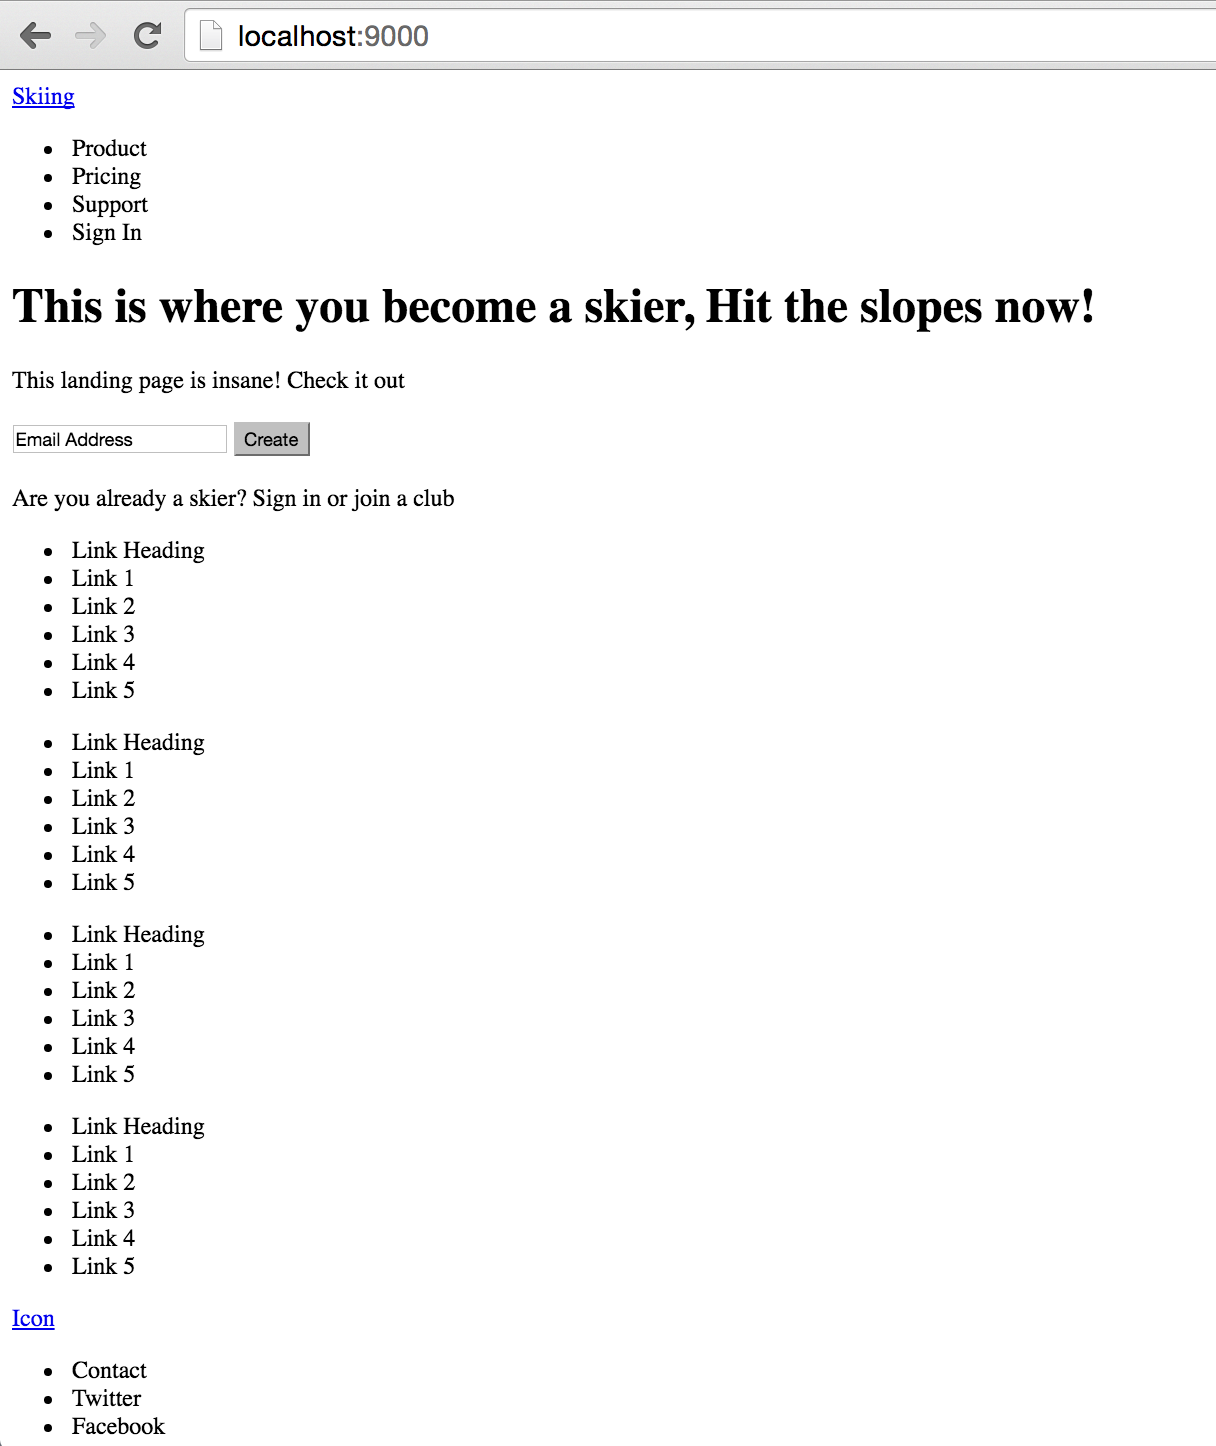 localhost:9000
Skiing
Product
Pricing
Support
Sign In
This is where you become a skier, Hit the slopes now!
This landing page is insane! Check it out
Email Address Create
Are you already a skier? Sign in or join a club
Link Heading
Link 1
Link 2
Link 3
Link 4
Link 5
Link Heading
Link 1
Link 2
Link 3
Link 4
Link 5
Link Heading
Link 1
Link 2
Link 3
Link 4
Link 5
Link Heading
Link 1
Link 2
Link 3
Link 4
Link 5
Icon
Contact
Twitter
Facebook